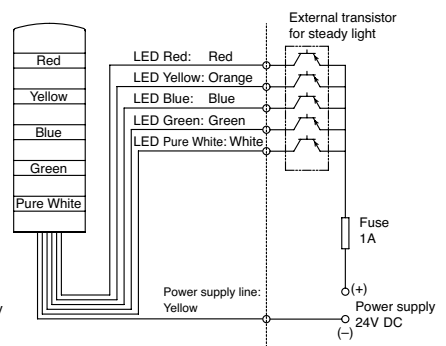 External transistor
for steady light
Red
Yellow
Blue
Green
Pure White
LED Red: Red
LED Yellow: Orange
LED Blue: Blue
LED Green: Green
LED Pure White: White
Fuse
1A
Power supply line:
Yellow
(+)
Power supply
24V DC
(−)
y